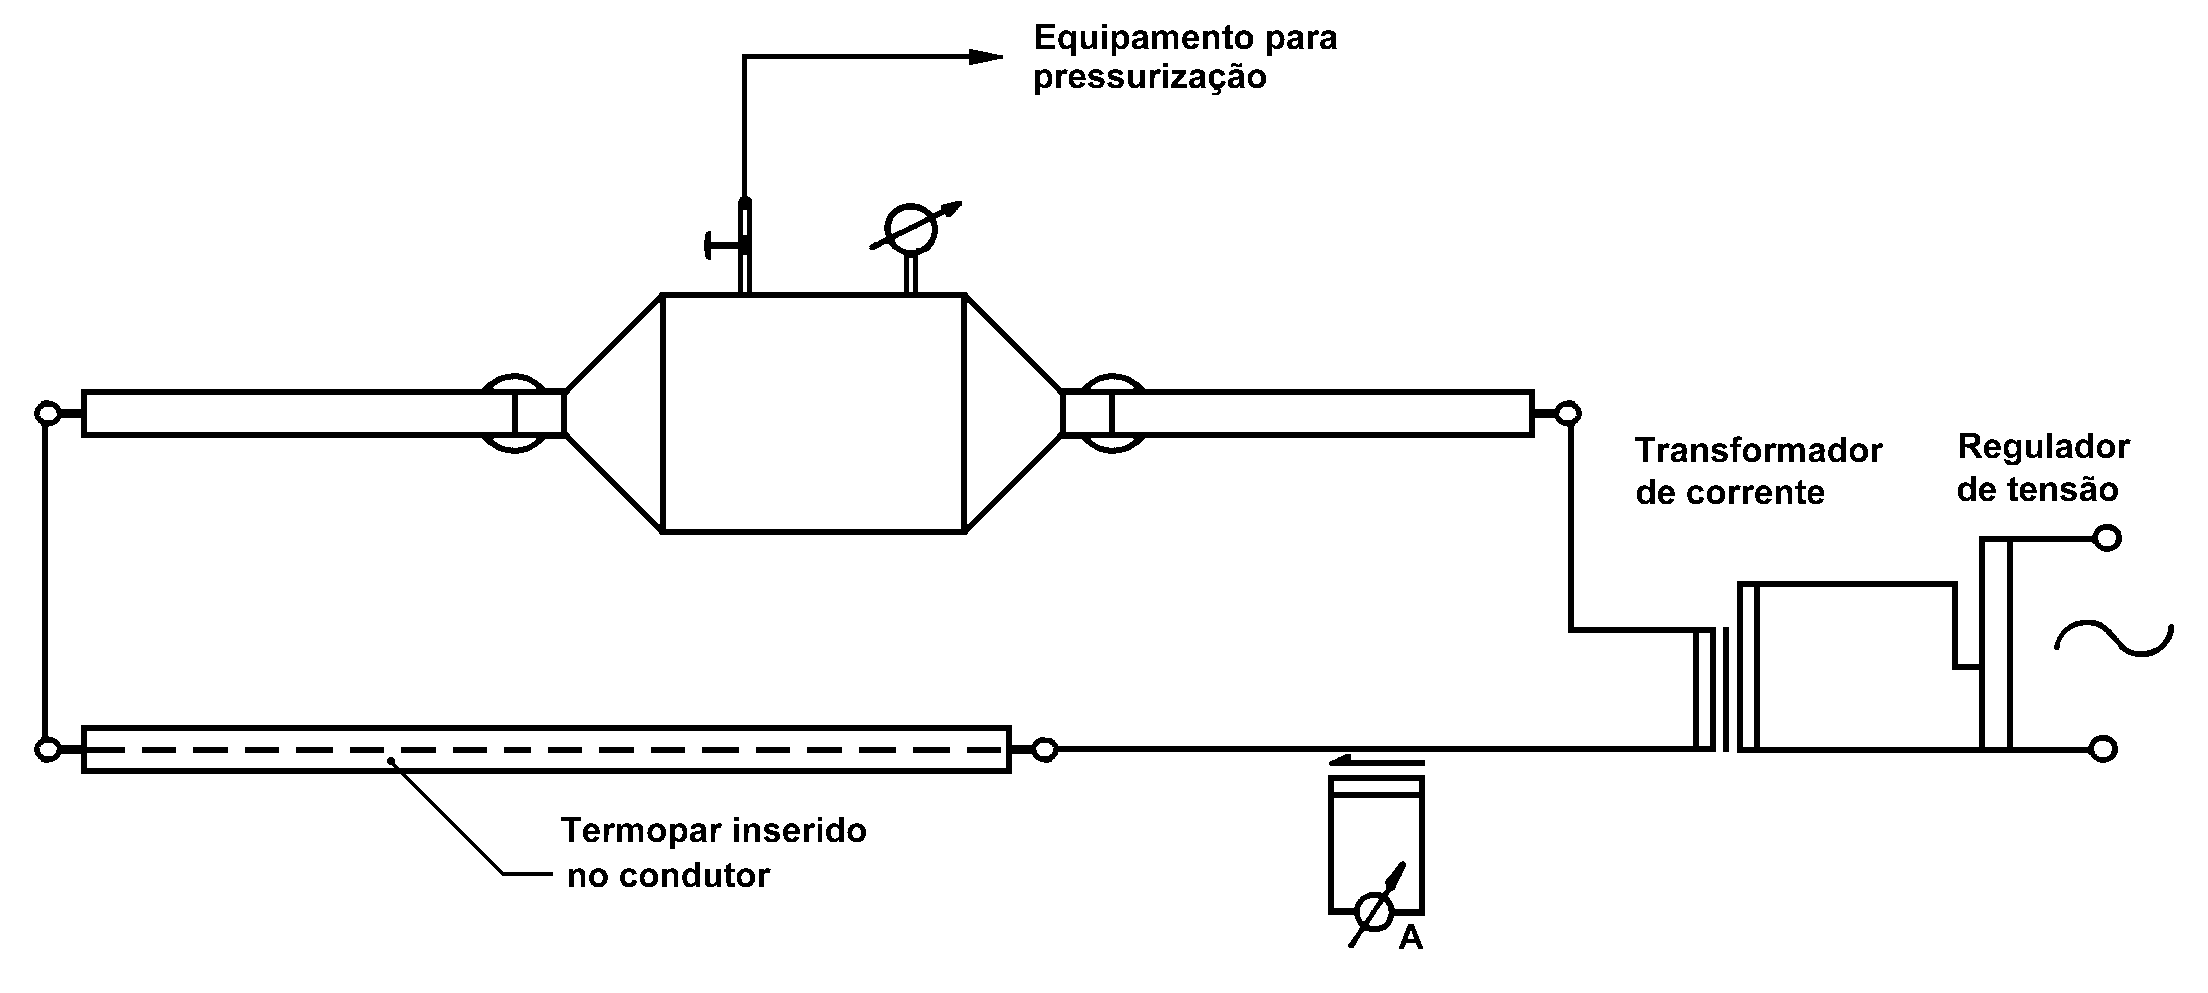 Equipamento para
pressurização
Transformador
de corrente
Regulador
de tensão
Termopar inserido
no condutor
A